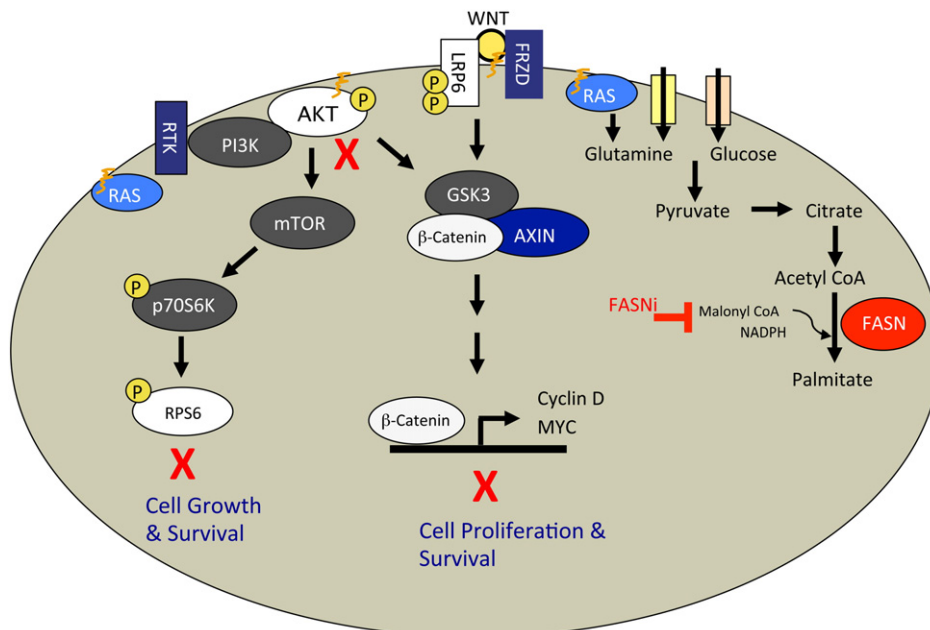 WNT
LRP6
FRZD
P
P
AKT
P
RTK
PI3K
RAS
RAS
Glutamine
Glucose
X
mTOR
GSK3
β-Catenin
AXIN
Pyruvate
Citrate
Acetyl CoA
P
p70S6K
FASNi
Malonyl CoA
NADPH
FASN
Palmitate
P
RPS6
β-Catenin
Cyclin D
MYC
X
X
Cell Growth
& Survival
Cell Proliferation &
Survival